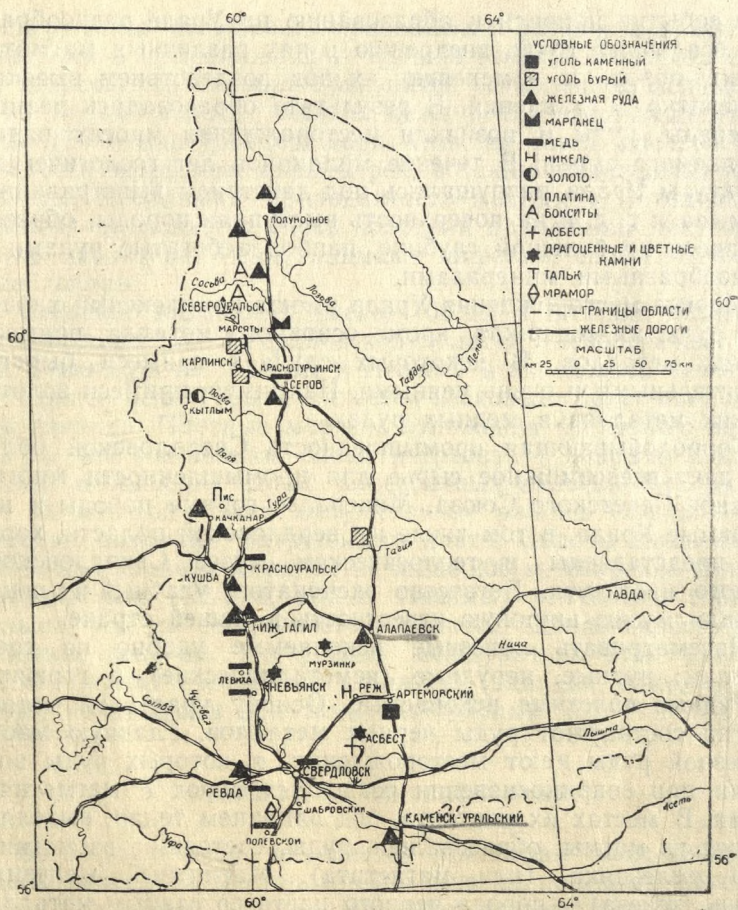 60°
64°
УСЛОВНЫЕ ОБОЗНАЧЕНИЯ
УГОЛЬ КАМЕННЫЙ
УГОЛЬ БУРЫЙ
ЖЕЛЕЗНАЯ РУДА
МАРГАНЕЦ
МЕДЬ
Н НИКЕЛЬ
ЗОЛОТО
П ПЛАТИНА
А БОКСИТЫ
АСБЕСТ
ДРАГОЦЕННЫЕ И ЦВЕТНЫЕ
КАМНИ
Т ТАЛЬК
МРАМОР
ГРАНИЦЫ ОБЛАСТИ
ЖЕЛЕЗНЫЕ ДОРОГИ
МАСШТАБ
КМ 25 0 25 50 75 КМ
60°
60°
ПОЛУНОЧНОЕ
А
Сосьва
А
Лозьва
СЕВЕРОУРАЛЬСК
МАРСЯТЫ
Пелым
КАРПИНСК
КРАСНОТУРЬИНСК
Тавда
СЕРОВ
П
Лобва
КЫТЛЫМ
Ляля
П ИС
Тура
КАЧКАНАР
Тагил
КРАСНОУРАЛЬСК
КУШВА
ТАВДА
НИЖ.ТАГИЛ
АЛАПАЕВСК
Ница
МУРЗИНКА
ЛЕВИХА
НЕВЬЯНСК
Н РЕЖ
АРТЕМОВСКИЙ
Сылва
Чусовая
АСБЕСТ
Пышма
СВЕРДЛОВСК
РЕВДА
Т
ШАБРОВСКИЙ
Исеть
КАМЕНСК-УРАЛЬСКИЙ
Уфа
ПОЛЕВСКОЙ
56°
56°
60°
64°